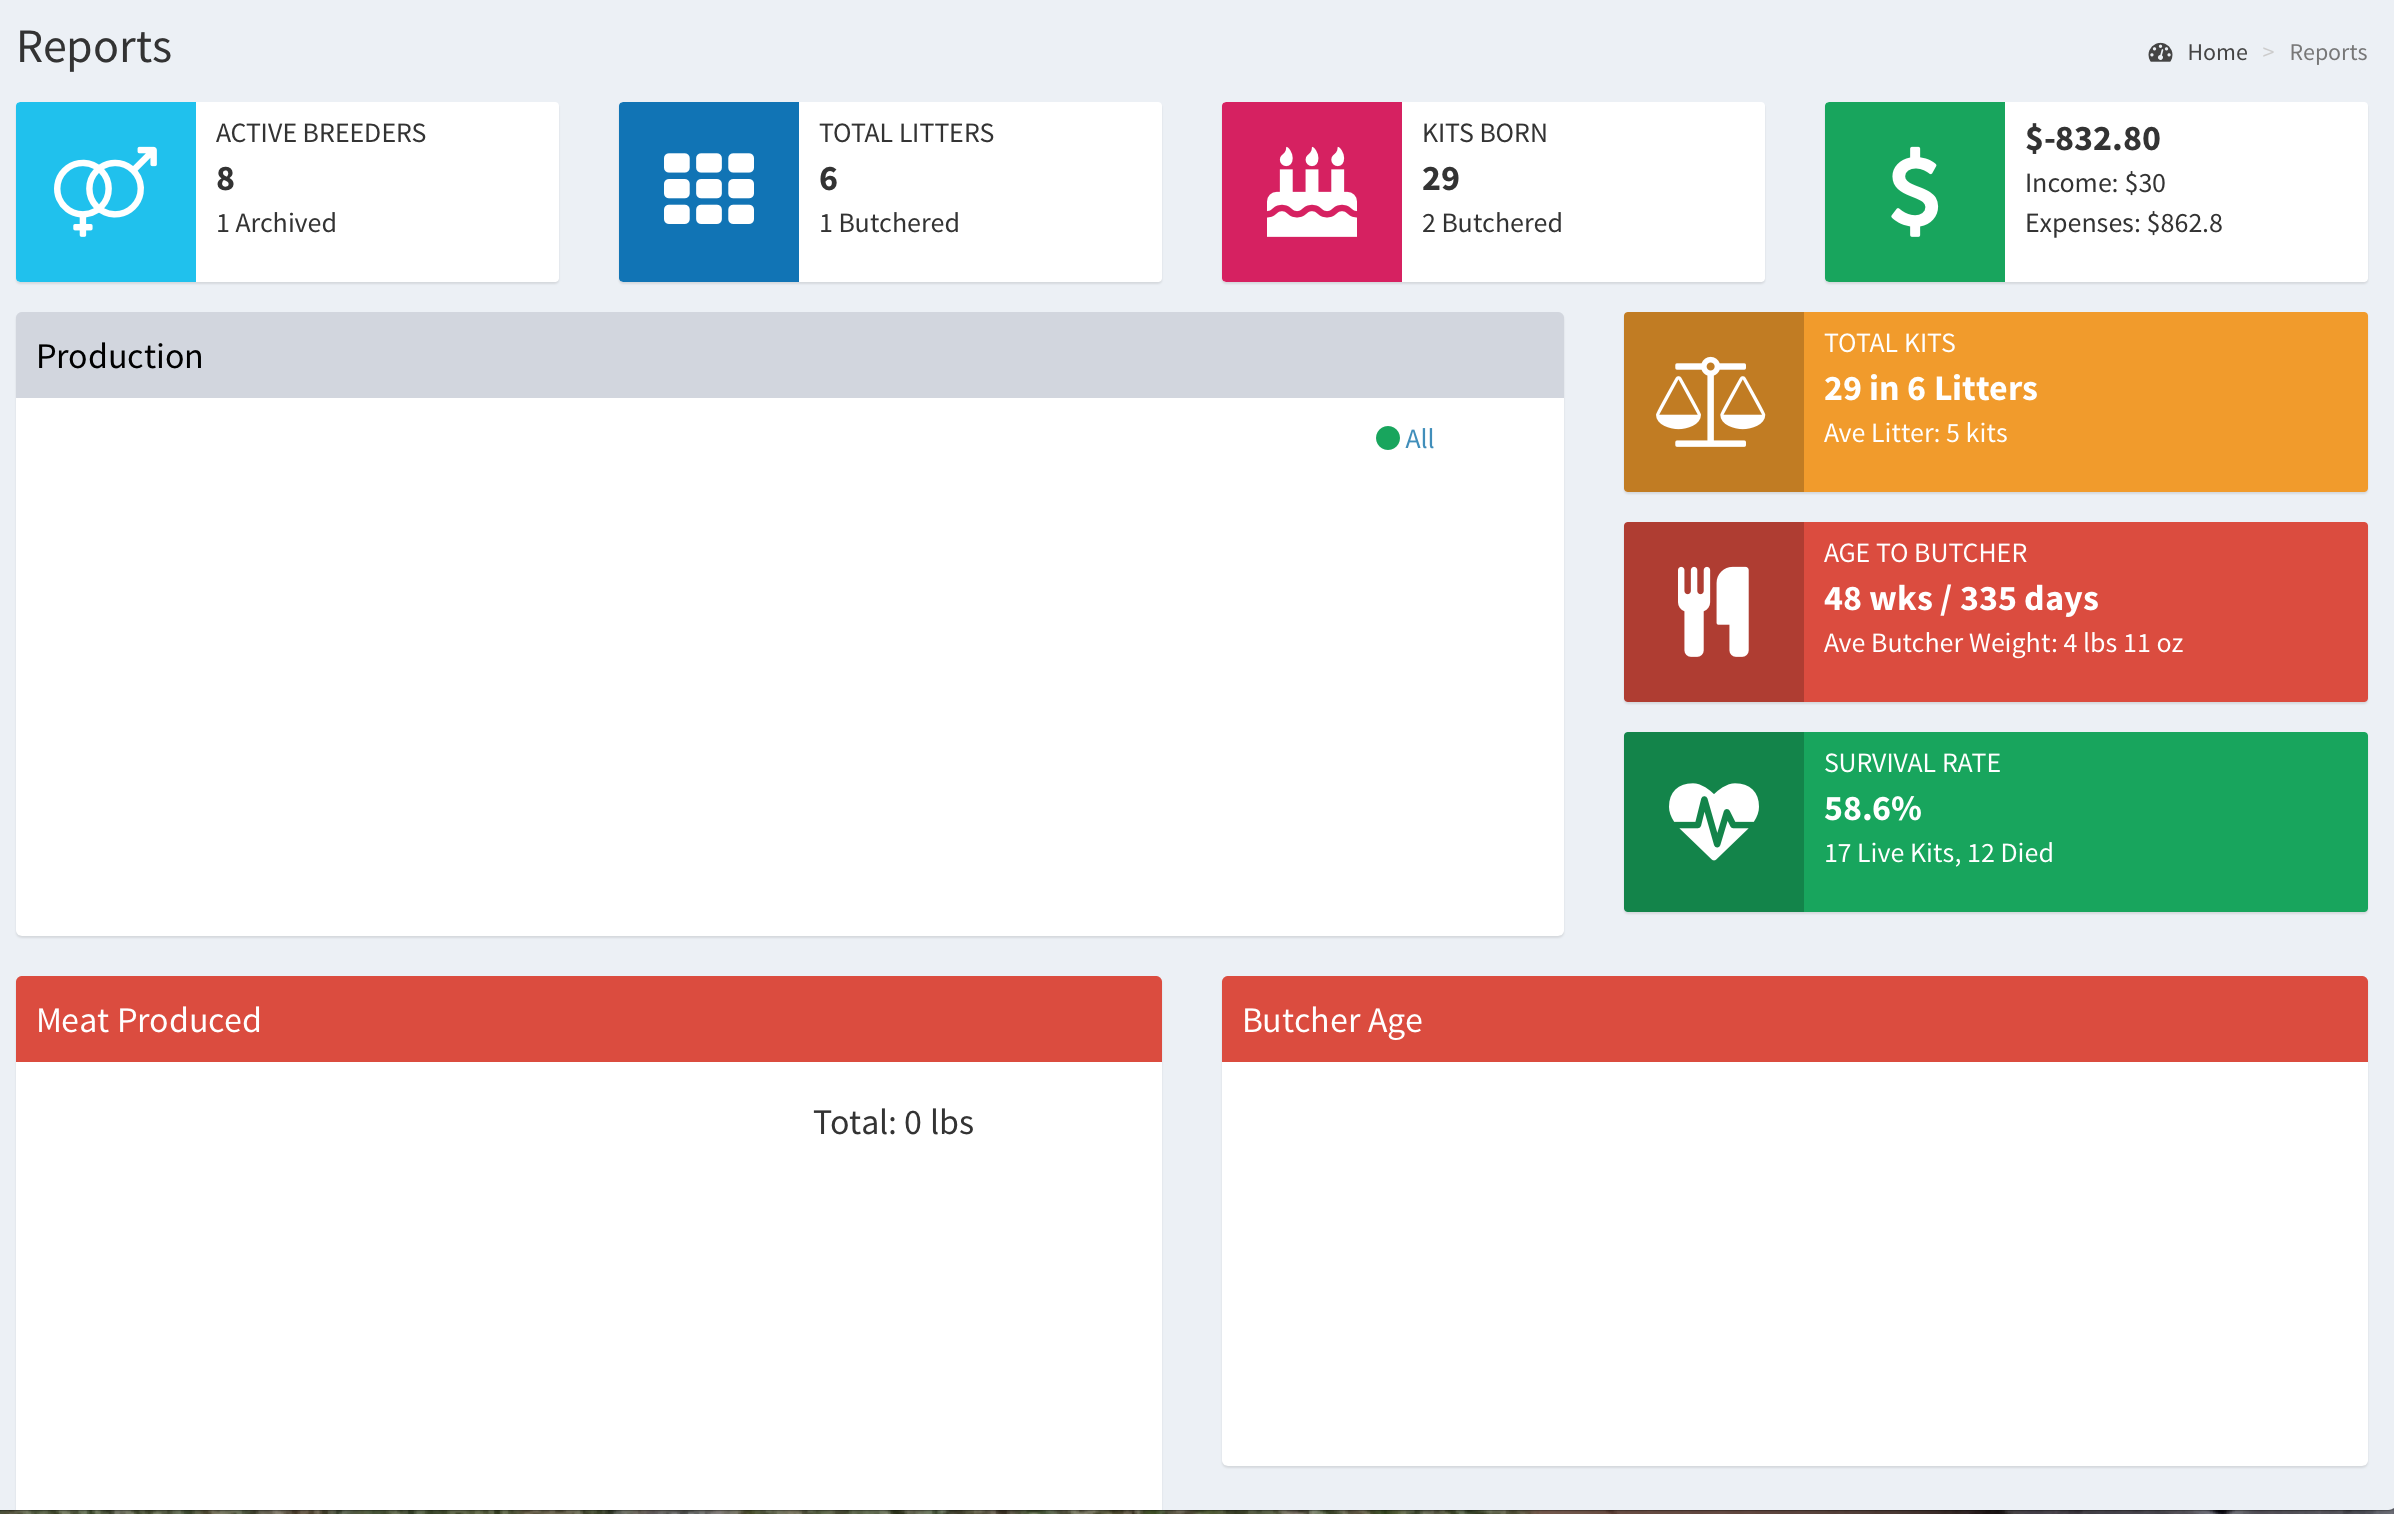 Reports
Home > Reports
ACTIVE BREEDERS
8
1 Archived
TOTAL LITTERS
6
1 Butchered
KITS BORN
29
2 Butchered
$-832.80
Income: $30
Expenses: $862.8
Production
All
TOTAL KITS
29 in 6 Litters
Ave Litter: 5 kits
AGE TO BUTCHER
48 wks / 335 days
Ave Butcher Weight: 4 lbs 11 oz
SURVIVAL RATE
58.6%
17 Live Kits, 12 Died
Meat Produced
Total: 0 lbs
Butcher Age